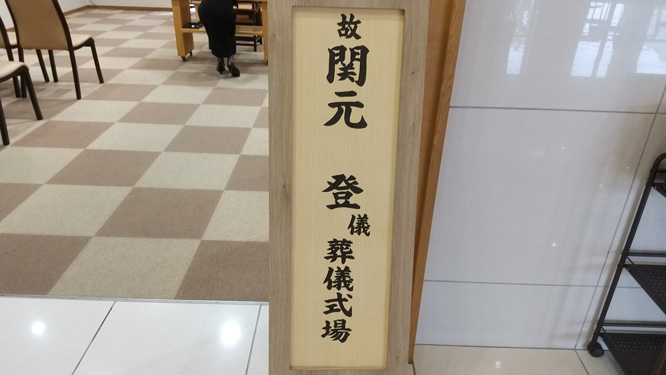 故 関元 登 儀 葬儀式場